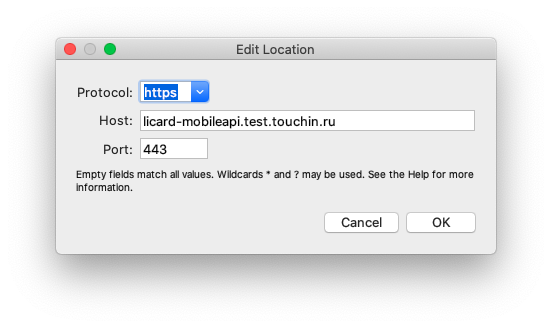 Edit Location
Protocol: https
Host: licard-mobileapi.test.touchin.ru
Port: 443
Empty fields match all values. Wildcards * and ? may be used. See the Help for more
information.
Cancel OK